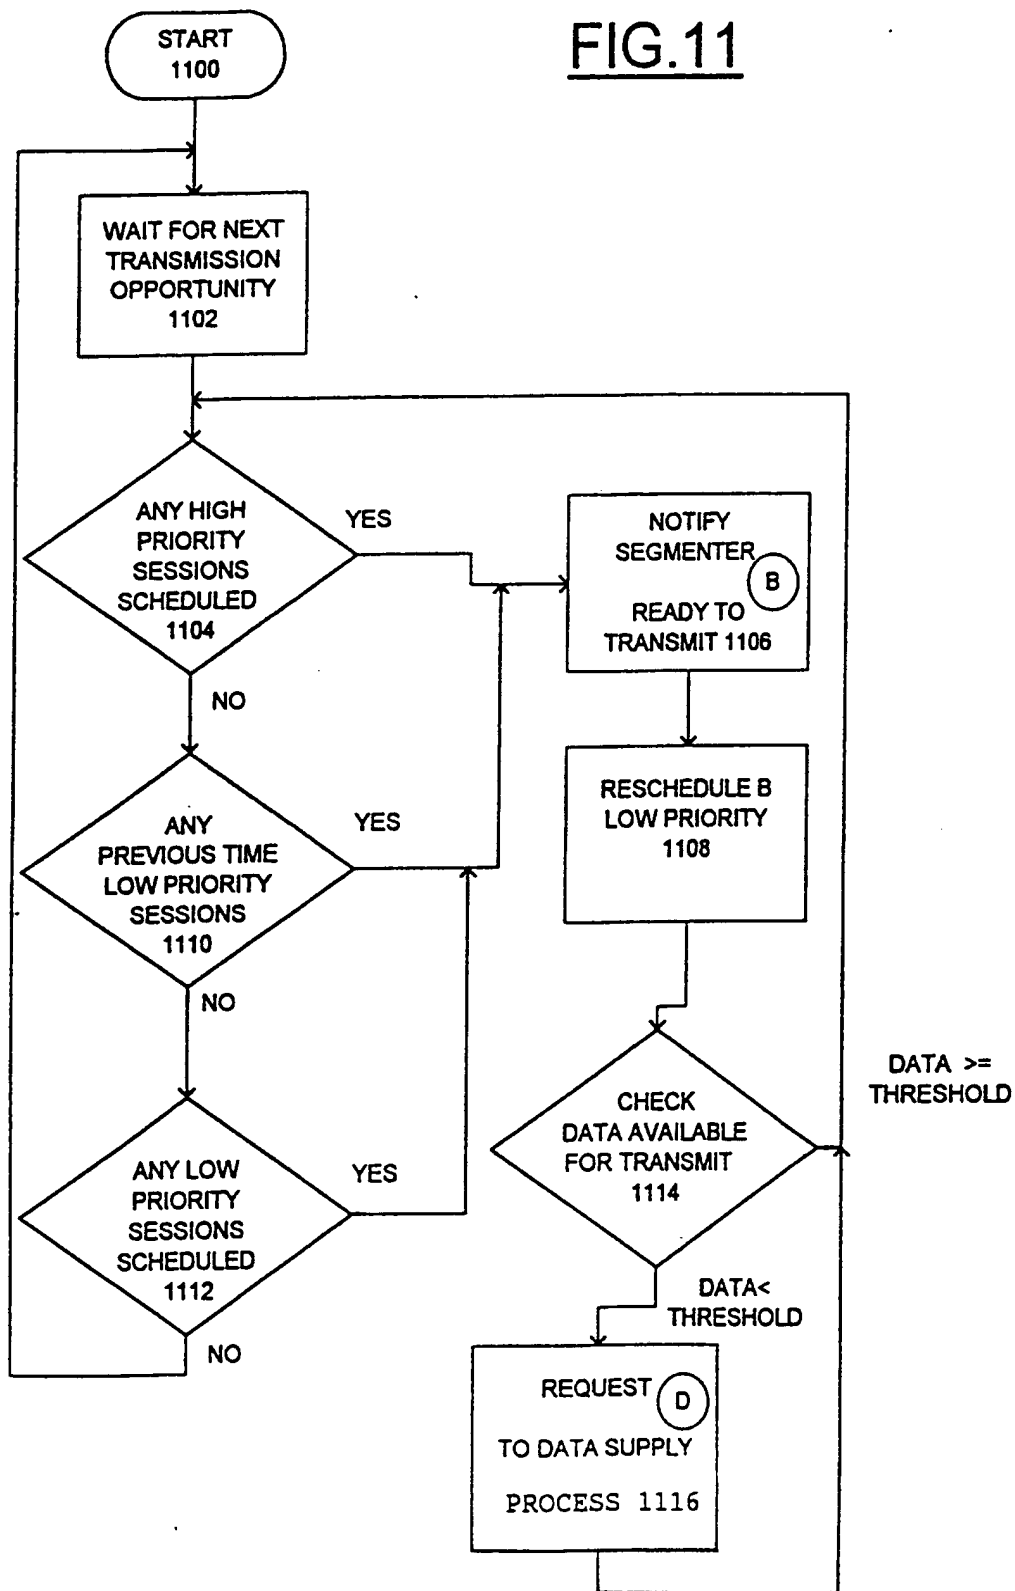 START
1100
FIG.11
WAIT FOR NEXT
TRANSMISSION
OPPORTUNITY
1102
ANY HIGH
PRIORITY
SESSIONS
SCHEDULED
1104
YES
NO
NOTIFY
SEGMENTER
B
READY TO
TRANSMIT 1106
ANY
PREVIOUS TIME
LOW PRIORITY
SESSIONS
1110
YES
NO
RESCHEDULE B
LOW PRIORITY
1108
ANY LOW
PRIORITY
SESSIONS
SCHEDULED
1112
YES
NO
CHECK
DATA AVAILABLE
FOR TRANSMIT
1114
DATA >=
THRESHOLD
DATA<
THRESHOLD
REQUEST
D
TO DATA SUPPLY
PROCESS 1116